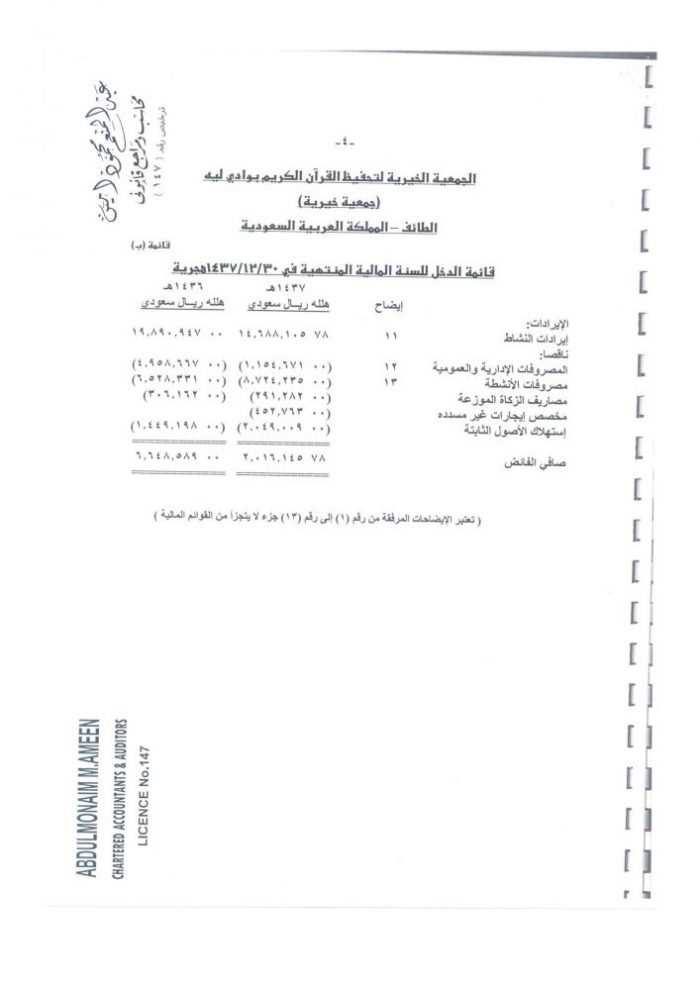 عبد المنعم محمود امين
محاسب ومراجع قانونى
ترخيص رقم (١٤٧)
-٤-
الجمعية الخيرية لتحفيظ القرآن الكريم بوادي ليه
(جمعية خيرية)
الطائف – المملكة العربية السعودية
قائمة (ب)
قائمة الدخل للسنة المالية المنتهية في ١٤٣٧/١٢/٣٠هجرية
١٤٣٧هـ ١٤٣٦هـ
إيضاح هلله ريـال سعودي هلله ريـال سعودي
الإيرادات:
إيرادات النشاط ١١ ٧٨ ١٤,٦٨٨,١٠٥ ٠٠ ١٩,٨٩٠,٩٤٧
ناقصا:
المصروفات الإدارية والعمومية ١٢ (٠٠ ١,١٥٤,٦٧١) (٠٠ ٤,٩٥٨,٦٦٧)
مصروفات الأنشطة ١٣ (٠٠ ٨,٧٢٤,٢٣٥) (٠٠ ٦,٥٢٨,٣٣١)
مصاريف الزكاة الموزعة (٠٠ ٢٩١,٢٨٢) (٠٠ ٣٠٦,١٦٢)
مخصص إيجارات غير مسدده (٠٠ ٤٥٢,٧٦٣)
إستهلاك الأصول الثابتة (٠٠ ٢,٠٤٩,٠٠٩) (٠٠ ١,٤٤٩,١٩٨)
صافي الفائض ٧٨ ٢,٠١٦,١٤٥ ٠٠ ٦,٦٤٨,٥٨٩
( تعتبر الإيضاحات المرفقة من رقم (١) إلى رقم (١٣) جزء لا يتجزأ من القوائم المالية )
ABDULMONAIM M.AMEEN
CHARTERED ACCOUNTANTS & AUDITORS
LICENCE No.147